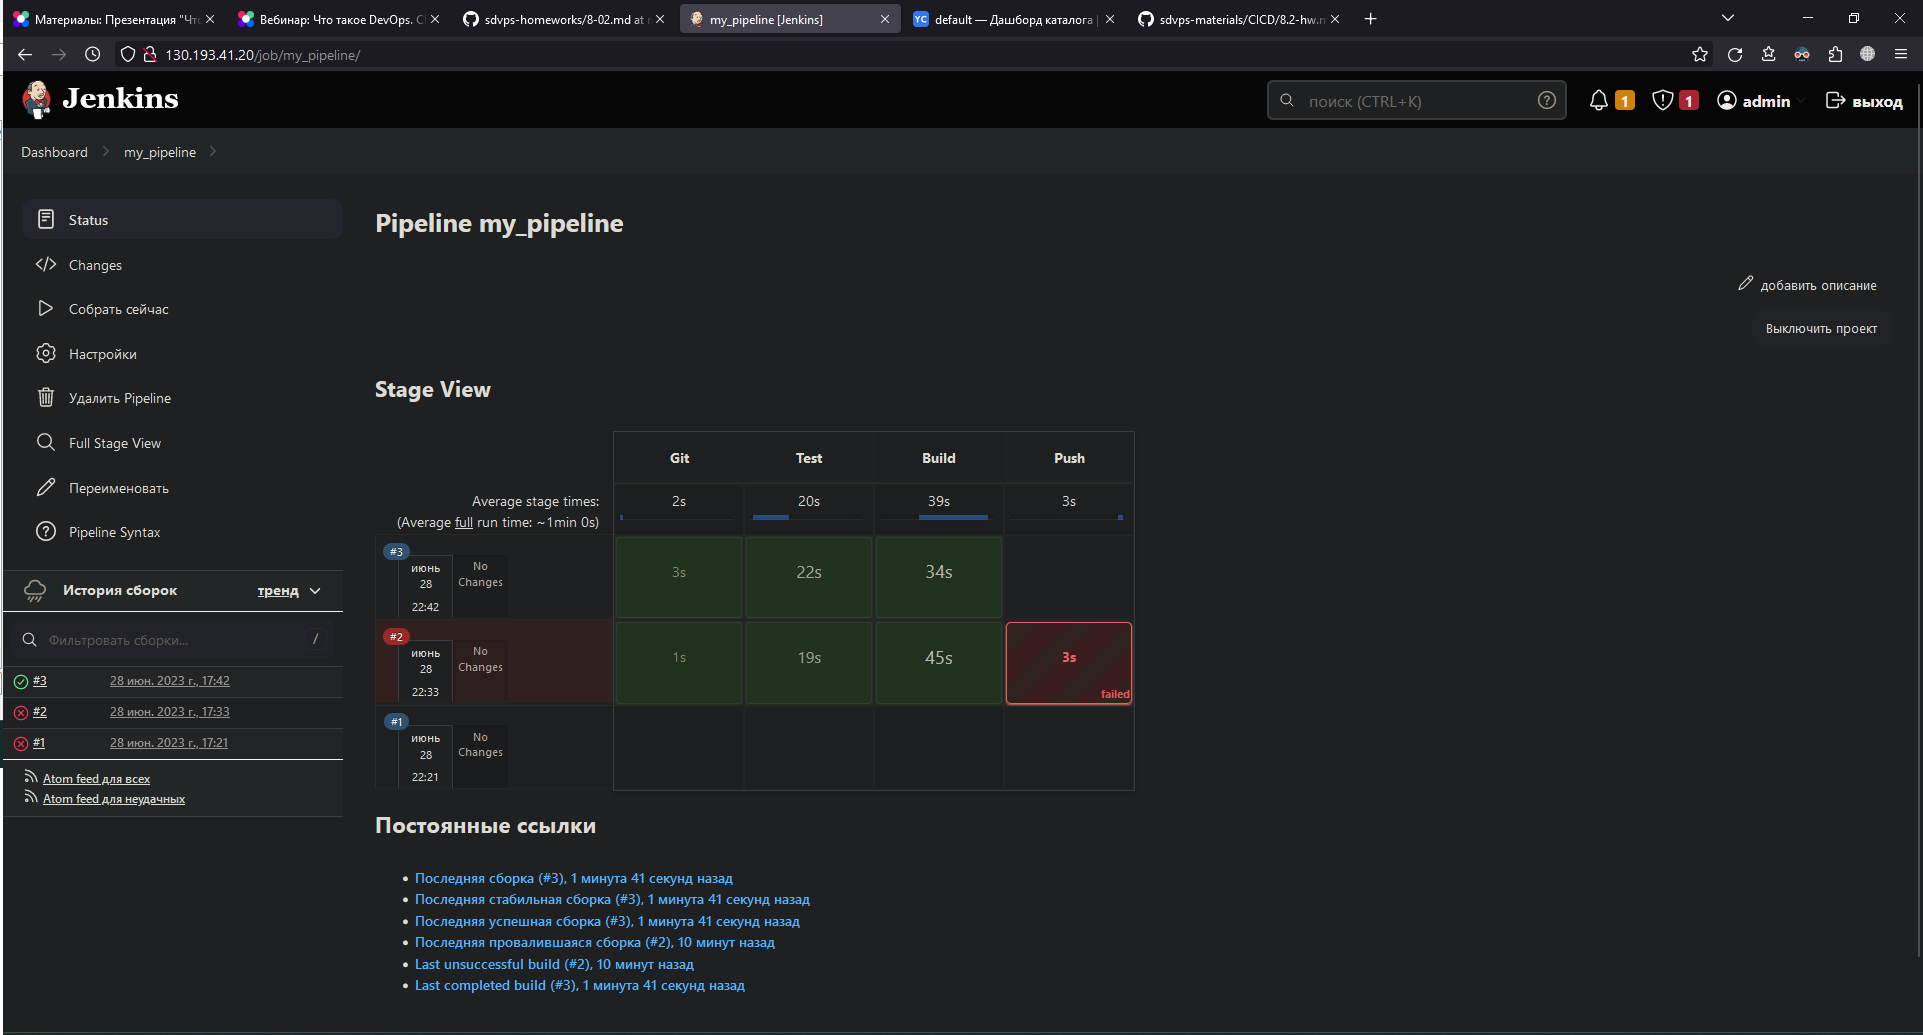 Материалы: Презентация "Что
Вебинар: Что такое DevOps. CI
sdvps-homeworks/8-02.md at m
my_pipeline [Jenkins]
YC default — Дашборд каталога |
sdvps-materials/CICD/8.2-hw.m
130.193.41.20/job/my_pipeline/
Jenkins
поиск (CTRL+K)
1
1
admin
выход
Dashboard
my_pipeline
Status
Changes
Собрать сейчас
Настройки
Удалить Pipeline
Full Stage View
Переименовать
Pipeline Syntax
История сборок
тренд
Фильтровать сборки...
/
#3 28 июн. 2023 г., 17:42
#2 28 июн. 2023 г., 17:33
#1 28 июн. 2023 г., 17:21
Atom feed для всех
Atom feed для неудачных
Pipeline my_pipeline
добавить описание
Выключить проект
Stage View
Git Test Build Push
Average stage times: 2s 20s 39s 3s
(Average full run time: ~1min 0s)
#3
июнь
28
22:42
No
Changes
3s 22s 34s
#2
июнь
28
22:33
No
Changes
1s 19s 45s 3s
failed
#1
июнь
28
22:21
No
Changes
Постоянные ссылки
Последняя сборка (#3), 1 минута 41 секунд назад
Последняя стабильная сборка (#3), 1 минута 41 секунд назад
Последняя успешная сборка (#3), 1 минута 41 секунд назад
Последняя провалившаяся сборка (#2), 10 минут назад
Last unsuccessful build (#2), 10 минут назад
Last completed build (#3), 1 минута 41 секунд назад